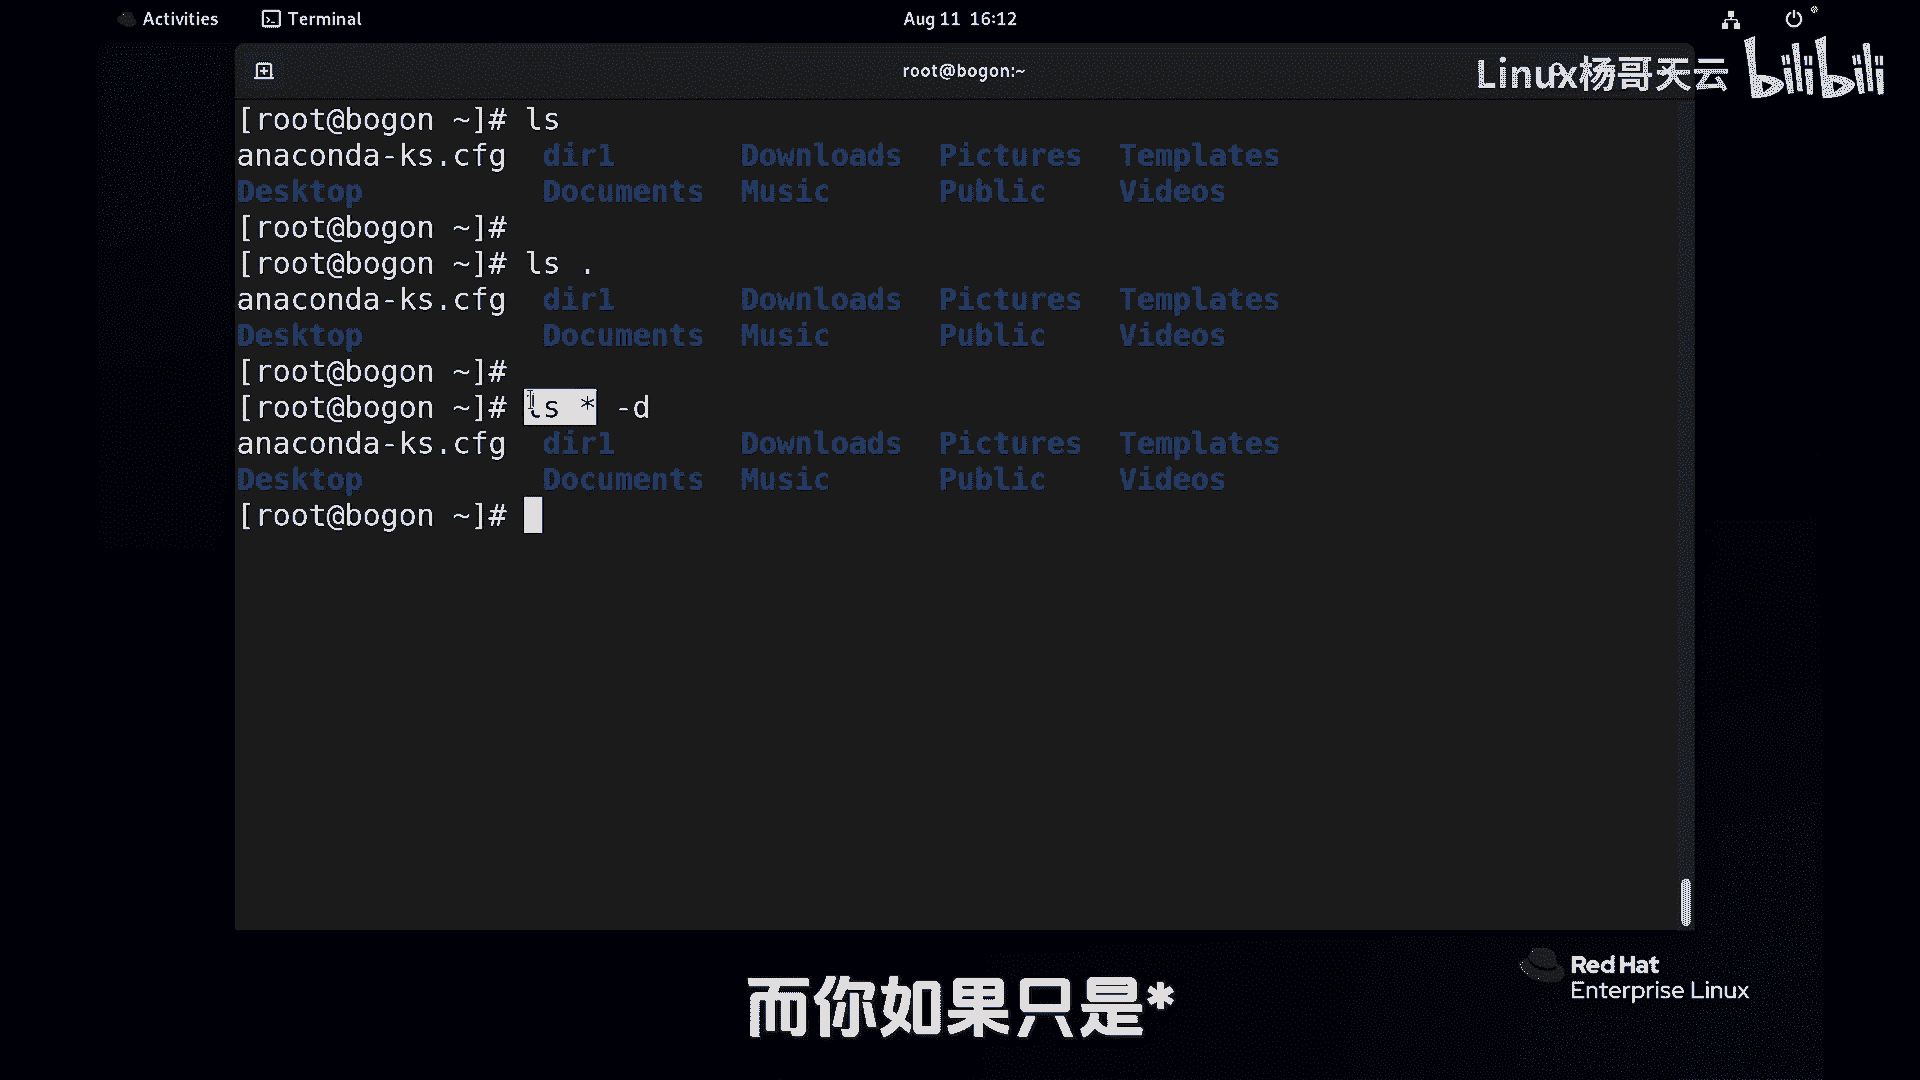 Activities Terminal Aug 11 16:12
root@bogon:~
Linux杨哥天云 bilibili
[root@bogon ~]# ls
anaconda-ks.cfg dir1 Downloads Pictures Templates
Desktop Documents Music Public Videos
[root@bogon ~]#
[root@bogon ~]# ls .
anaconda-ks.cfg dir1 Downloads Pictures Templates
Desktop Documents Music Public Videos
[root@bogon ~]#
[root@bogon ~]# ls * -d
anaconda-ks.cfg dir1 Downloads Pictures Templates
Desktop Documents Music Public Videos
[root@bogon ~]#
Red Hat
Enterprise Linux
而你如果只是*